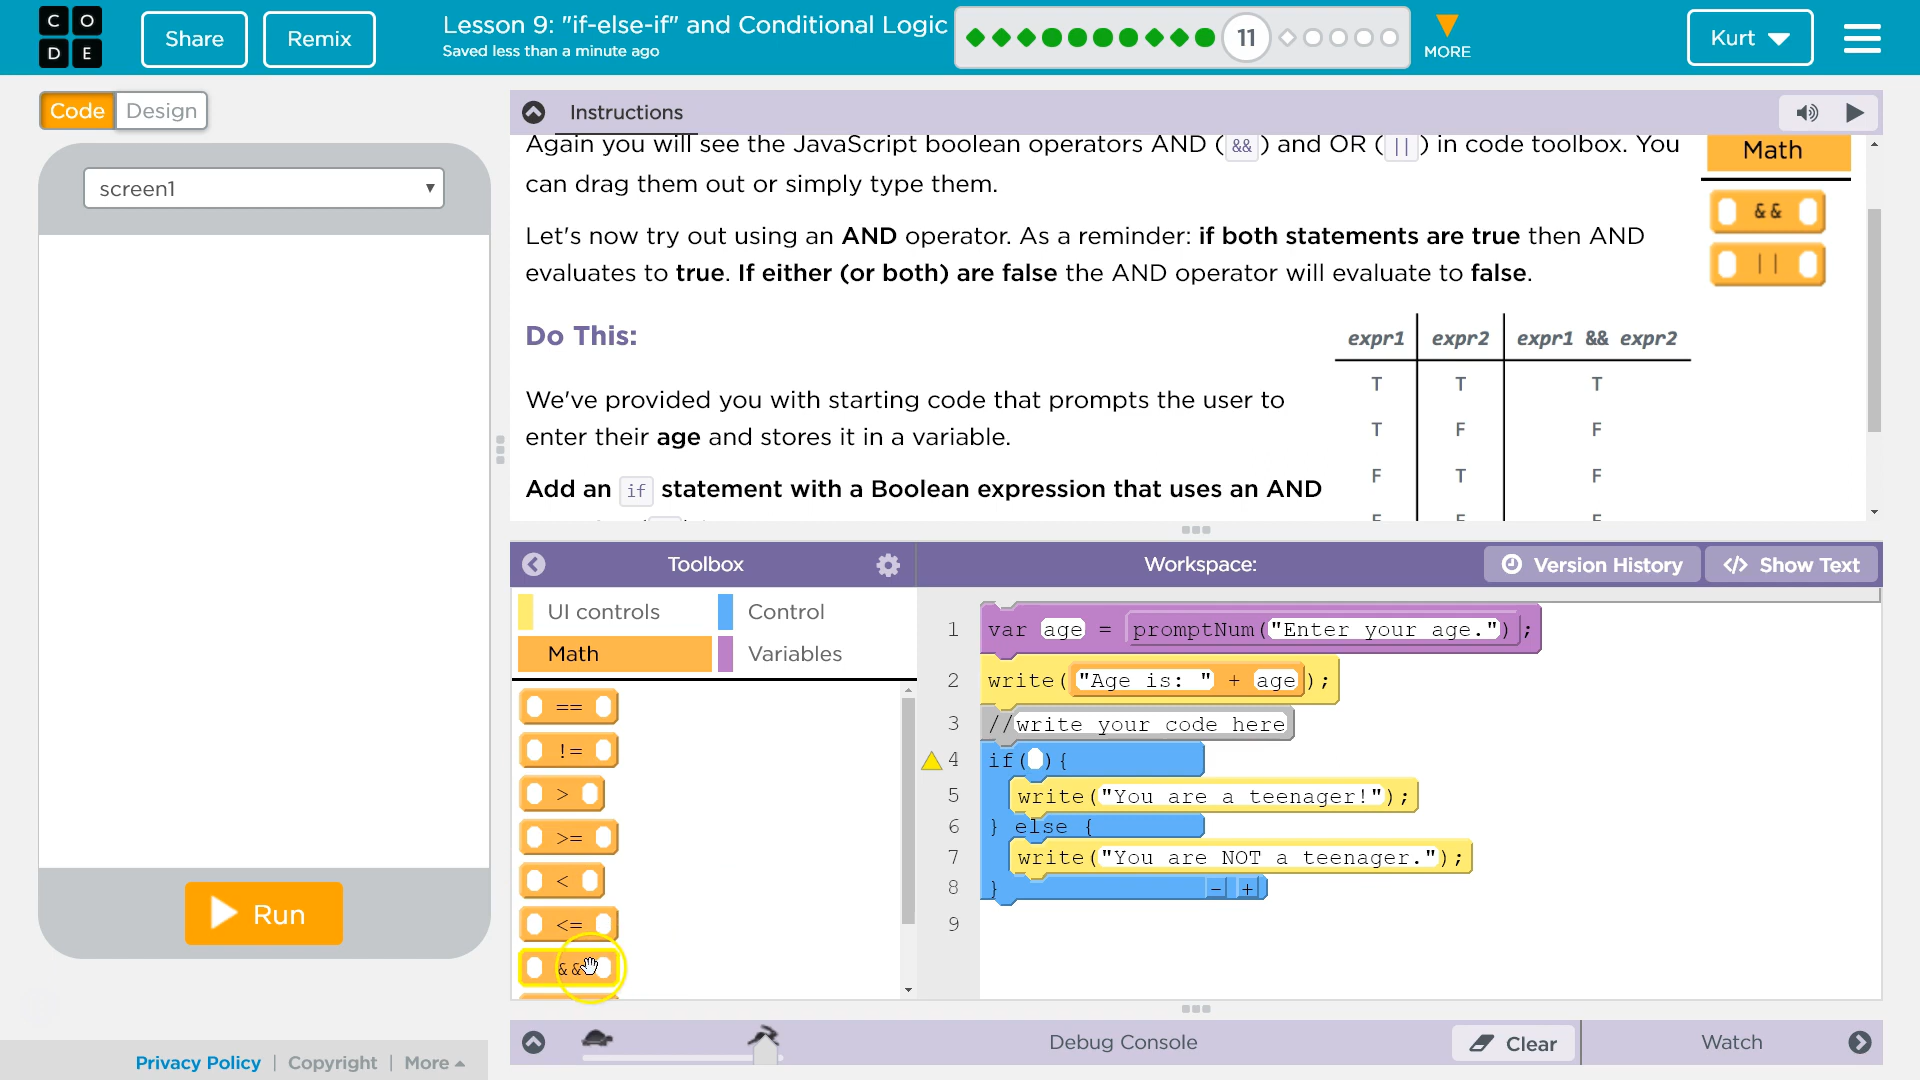 CODE
Share
Remix
Lesson 9: "if-else-if" and Conditional Logic
Saved less than a minute ago
11
MORE
Kurt
Code
Design
screen1
Run
Privacy Policy | Copyright | More
Instructions
Again you will see the JavaScript boolean operators AND ( && ) and OR ( || ) in code toolbox. You
can drag them out or simply type them.
Let's now try out using an AND operator. As a reminder: if both statements are true then AND
evaluates to true. If either (or both) are false the AND operator will evaluate to false.
Math
&&
||
Do This:
We've provided you with starting code that prompts the user to
enter their age and stores it in a variable.
Add an if statement with a Boolean expression that uses an AND
expr1 expr2 expr1 && expr2
T T T
T F F
F T F
Toolbox
UI controls
Control
Math
Variables
==
!=
>
>=
<
<=
&&
Workspace:
Version History
</> Show Text
1 var age = promptNum("Enter your age.");
2 write("Age is: " + age);
3 //write your code here
4 if( ){
5 write("You are a teenager!");
6 } else {
7 write("You are NOT a teenager.");
8 } - +
9
Debug Console
Clear
Watch